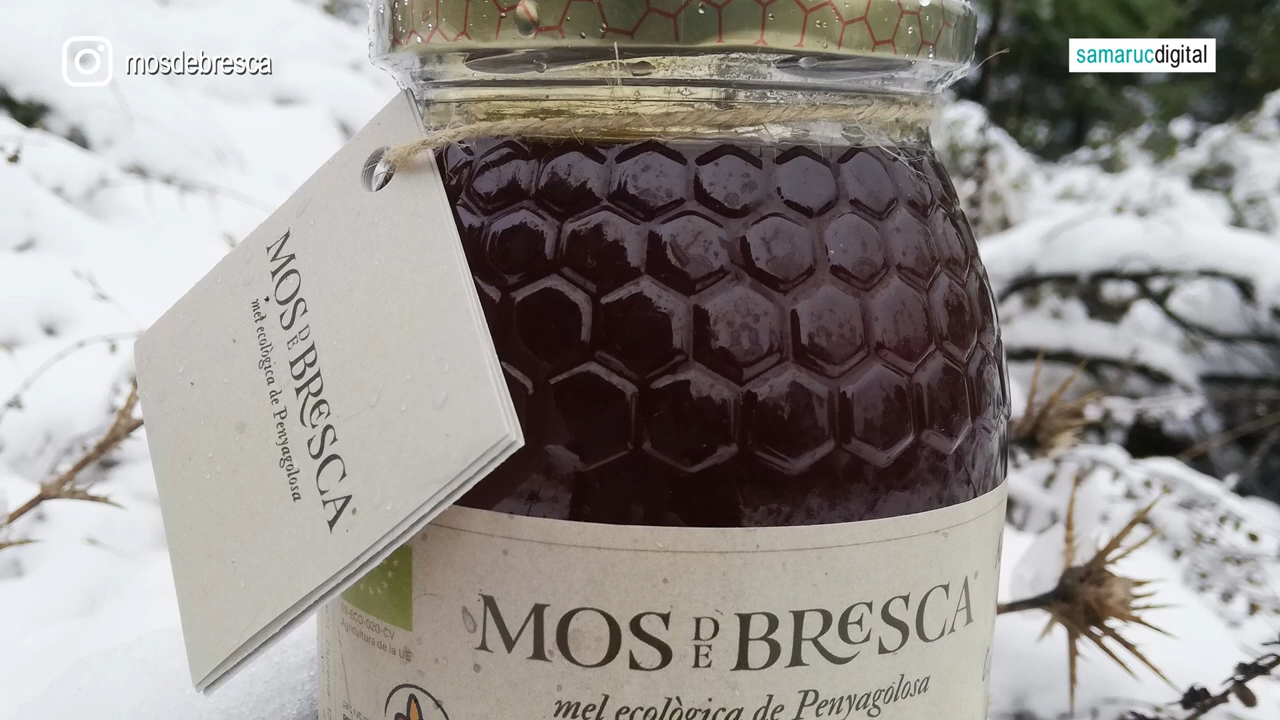 mosdebresca
samarucdigital
MOS DE BRESCA
mel ecològica de Penyagolosa
ES-ECO-020-CV
Agricultura de la UE
MOS DE BRESCA
mel ecològica de Penyagolosa